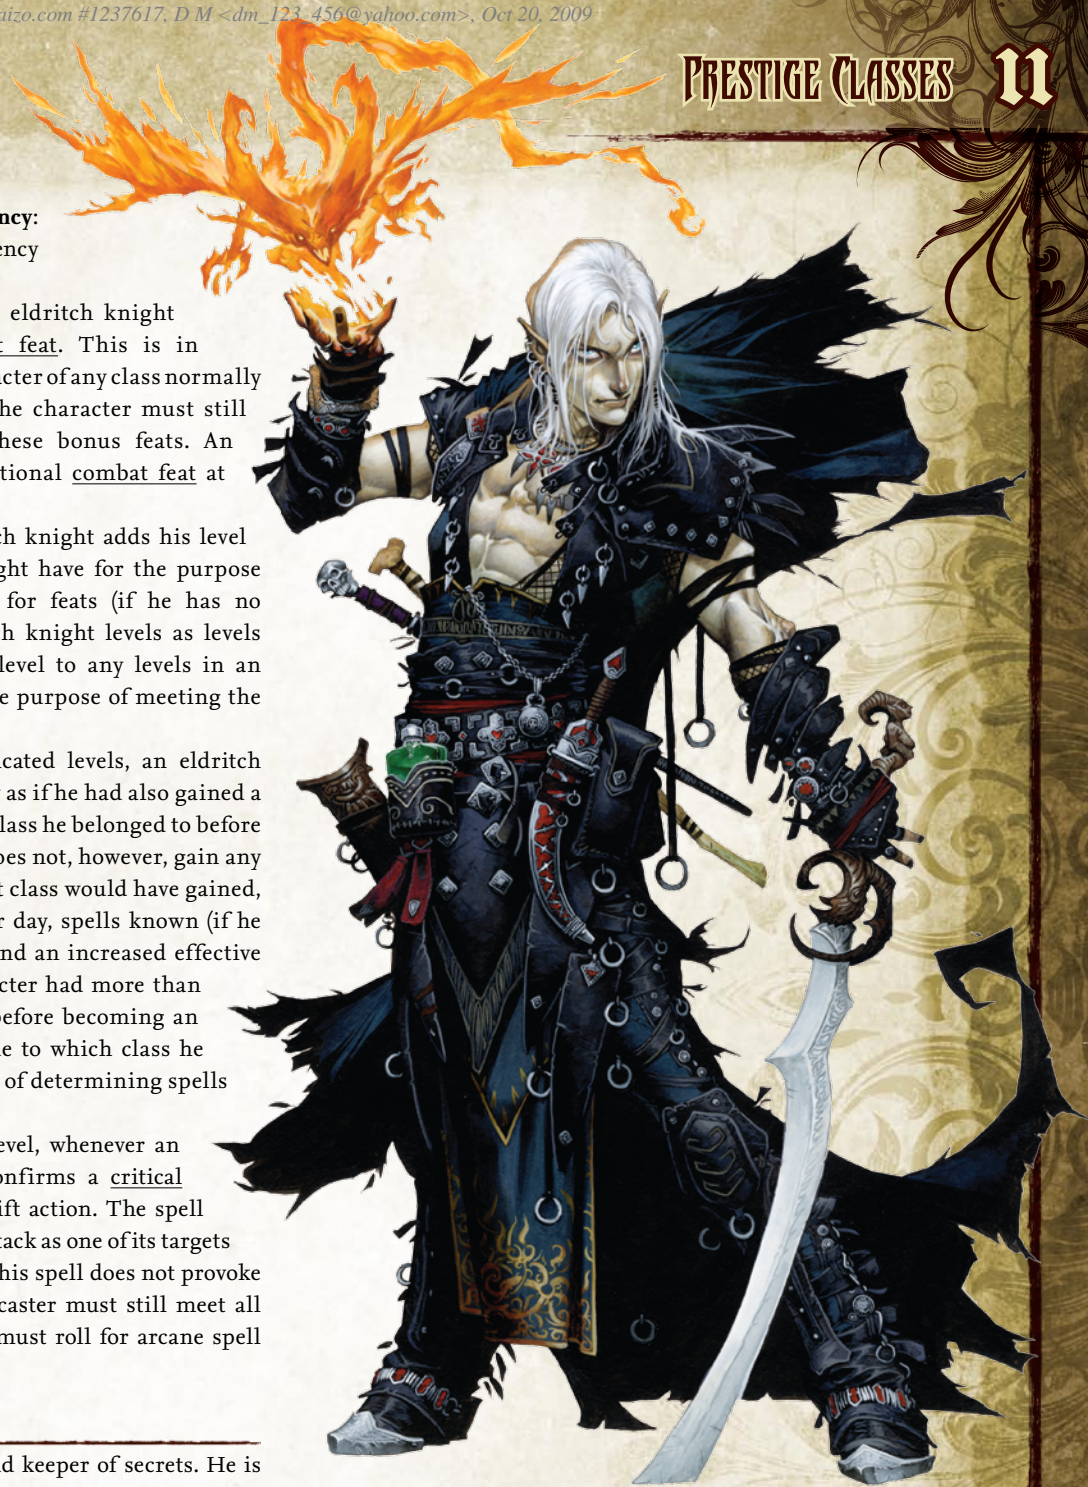 aizo.com #1237617, D M <dm_123_456@yahoo.com>, Oct 20, 2009
Prestige Classes 11
ncy:
ency
eldritch knight
t feat. This is in
acter of any class normally
he character must still
hese bonus feats. An
tional combat feat at
ch knight adds his level
ght have for the purpose
for feats (if he has no
ch knight levels as levels
level to any levels in an
e purpose of meeting the
icated levels, an eldritch
y as if he had also gained a
lass he belonged to before
oes not, however, gain any
t class would have gained,
r day, spells known (if he
nd an increased effective
cter had more than
before becoming an
le to which class he
of determining spells
evel, whenever an
onfirms a critical
ift action. The spell
tack as one of its targets
his spell does not provoke
caster must still meet all
must roll for arcane spell
d keeper of secrets. He is